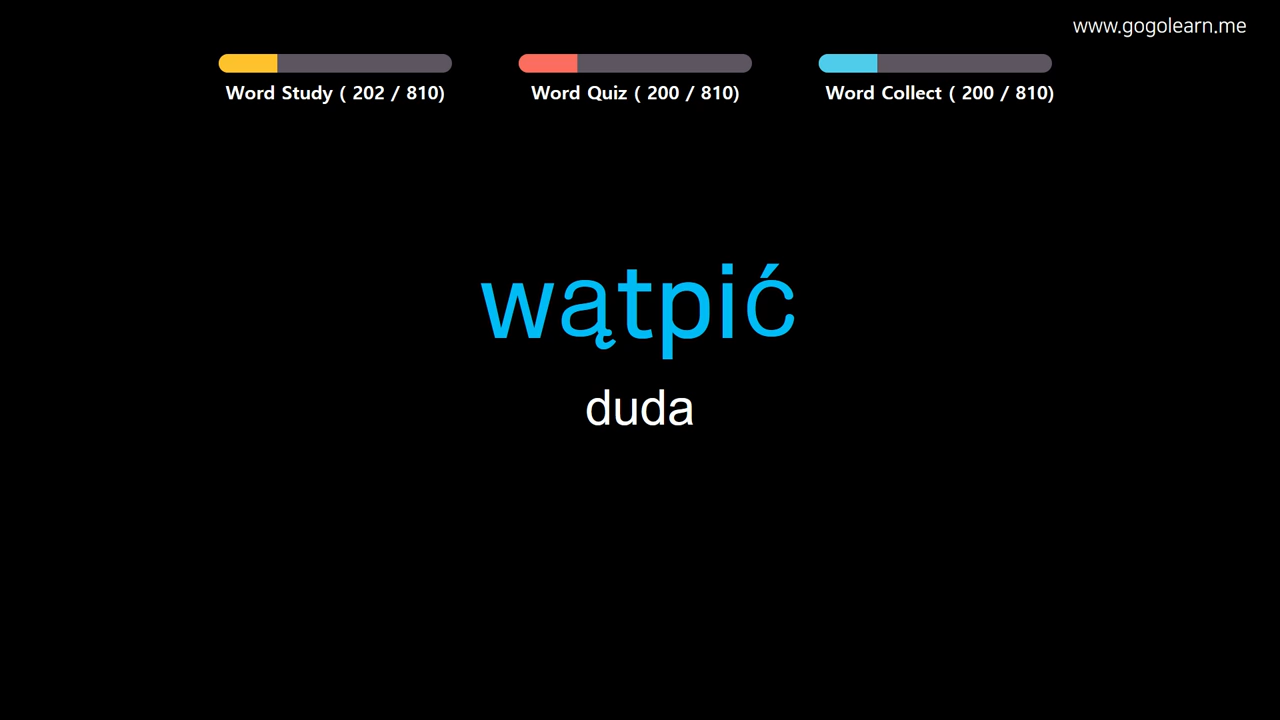 www.gogolearn.me
Word Study ( 202 / 810)
Word Quiz ( 200 / 810)
Word Collect ( 200 / 810)
wątpić
duda